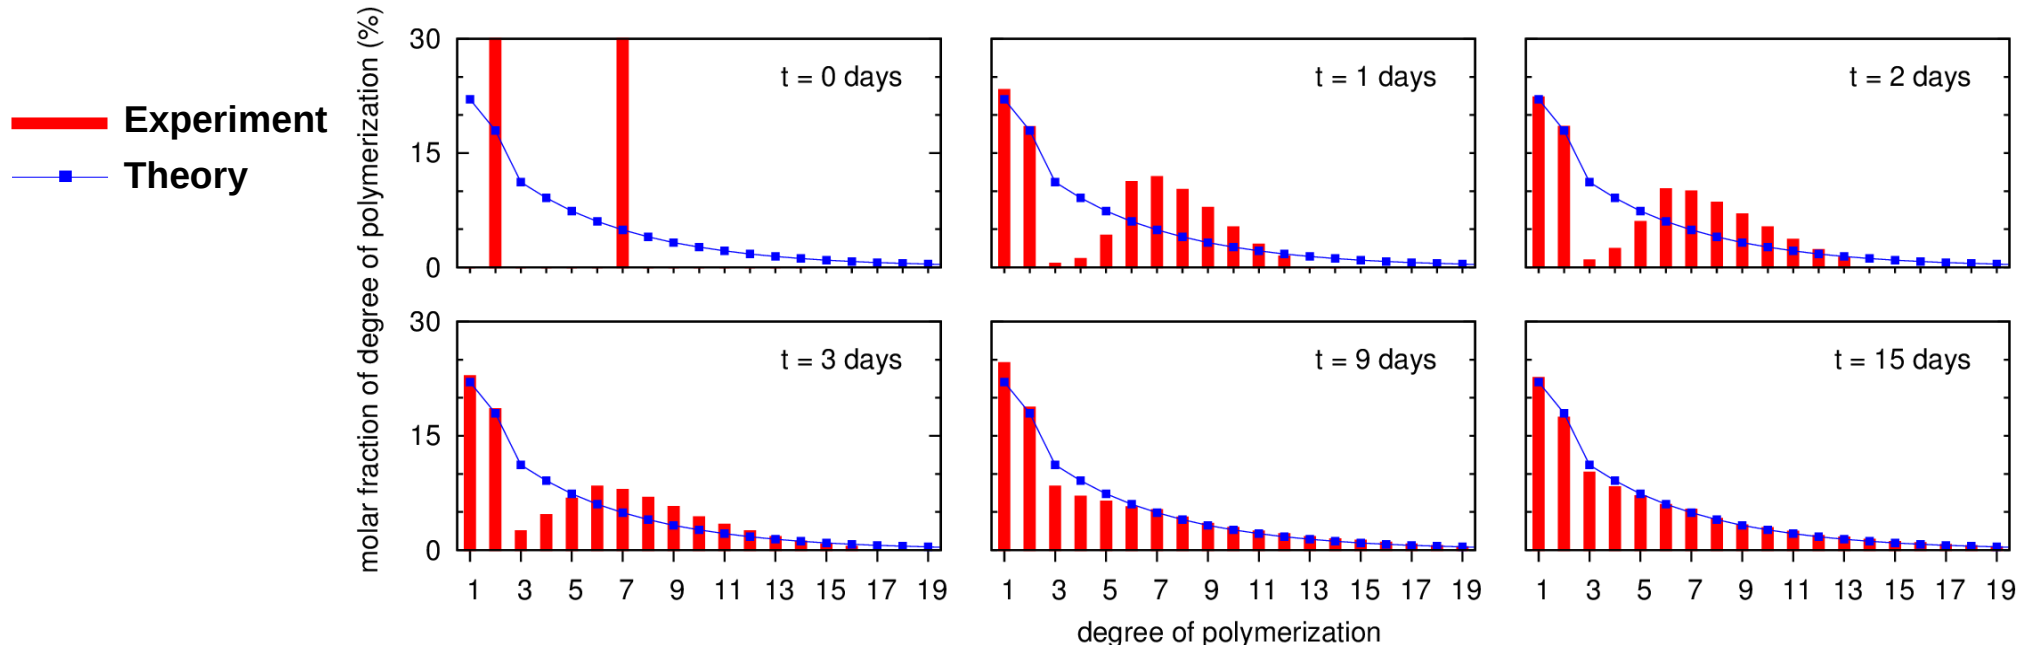 Experiment
Theory
molar fraction of degree of polymerization (%)
30
15
0
t = 0 days
t = 1 days
t = 2 days
30
15
0
t = 3 days
t = 9 days
t = 15 days
1 3 5 7 9 11 13 15 17 19
1 3 5 7 9 11 13 15 17 19
1 3 5 7 9 11 13 15 17 19
degree of polymerization